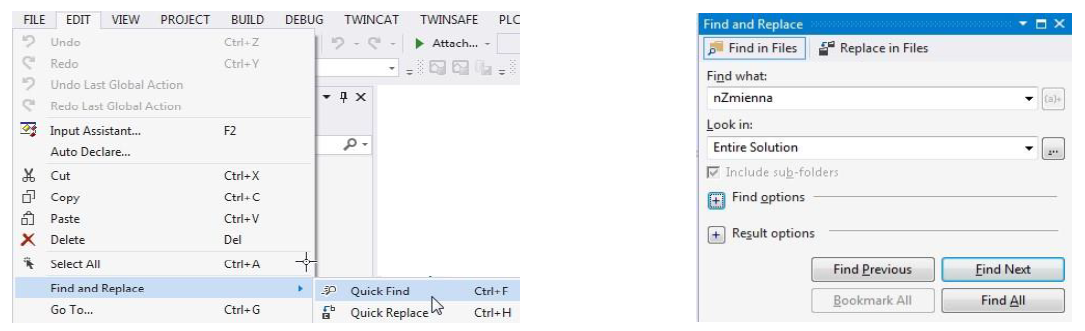 FILE EDIT VIEW PROJECT BUILD DEBUG TWINCAT TWINSAFE PLC
Undo Ctrl+Z
Redo Ctrl+Y
Undo Last Global Action
Redo Last Global Action
Input Assistant... F2
Auto Declare...
Cut Ctrl+X
Copy Ctrl+C
Paste Ctrl+V
Delete Del
Select All Ctrl+A
Find and Replace
Go To... Ctrl+G
Attach...
Quick Find Ctrl+F
Quick Replace Ctrl+H
Find and Replace
Find in Files Replace in Files
Find what:
nZmienna
(a)+
Look in:
Entire Solution
...
Include sub-folders
Find options
Result options
Find Previous Find Next
Bookmark All Find All